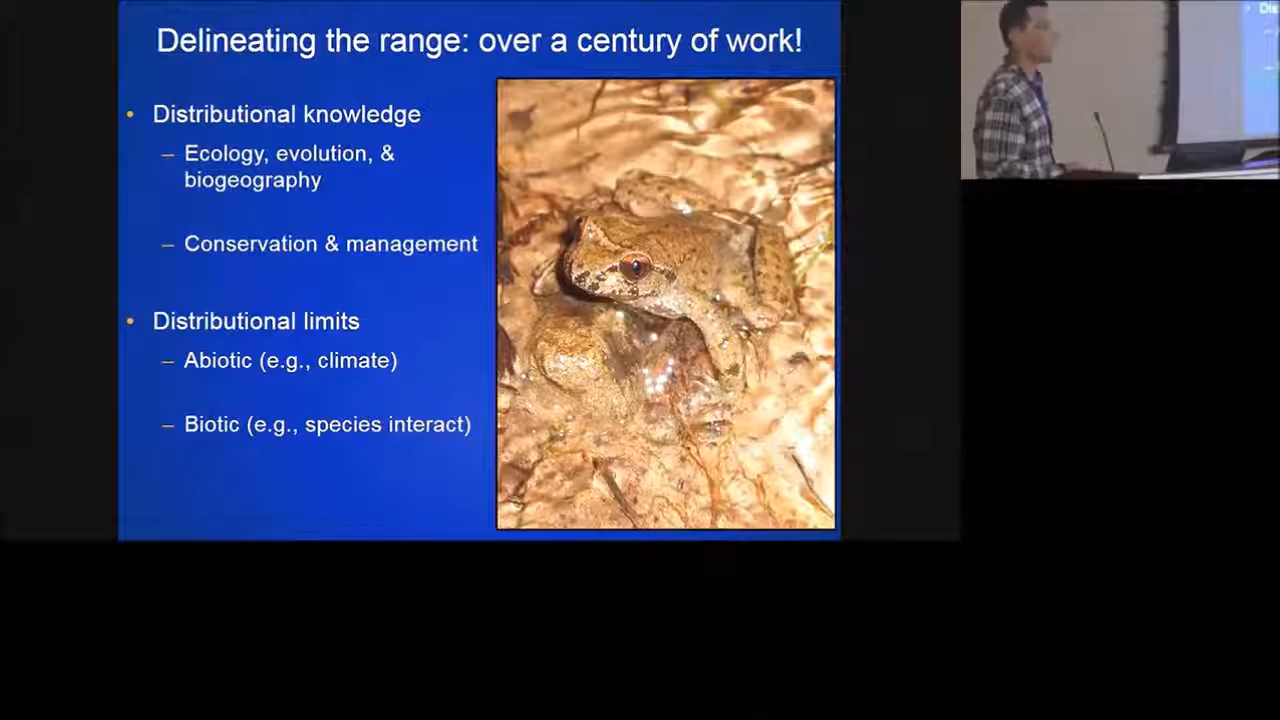 Delineating the range: over a century of work!
• Distributional knowledge
– Ecology, evolution, &
biogeography
– Conservation & management
• Distributional limits
– Abiotic (e.g., climate)
– Biotic (e.g., species interact)